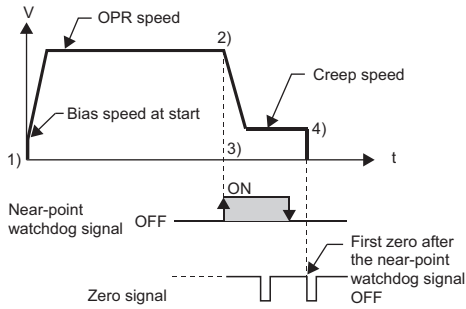 V
OPR speed
2)
Creep speed
Bias speed at start
4)
1)
3)
t
ON
Near-point
watchdog signal
OFF
First zero after
the near-point
watchdog signal
OFF
Zero signal